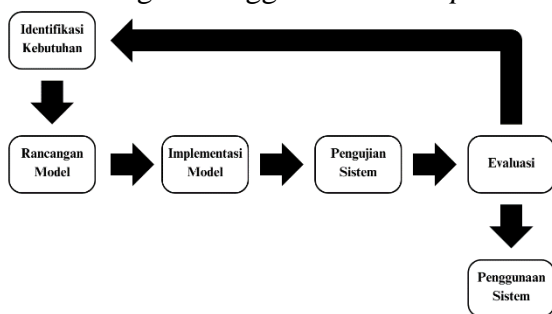 Identifikasi
Kebutuhan
Rancangan
Model
Implementasi
Model
Pengujian
Sistem
Evaluasi
Penggunaan
Sistem